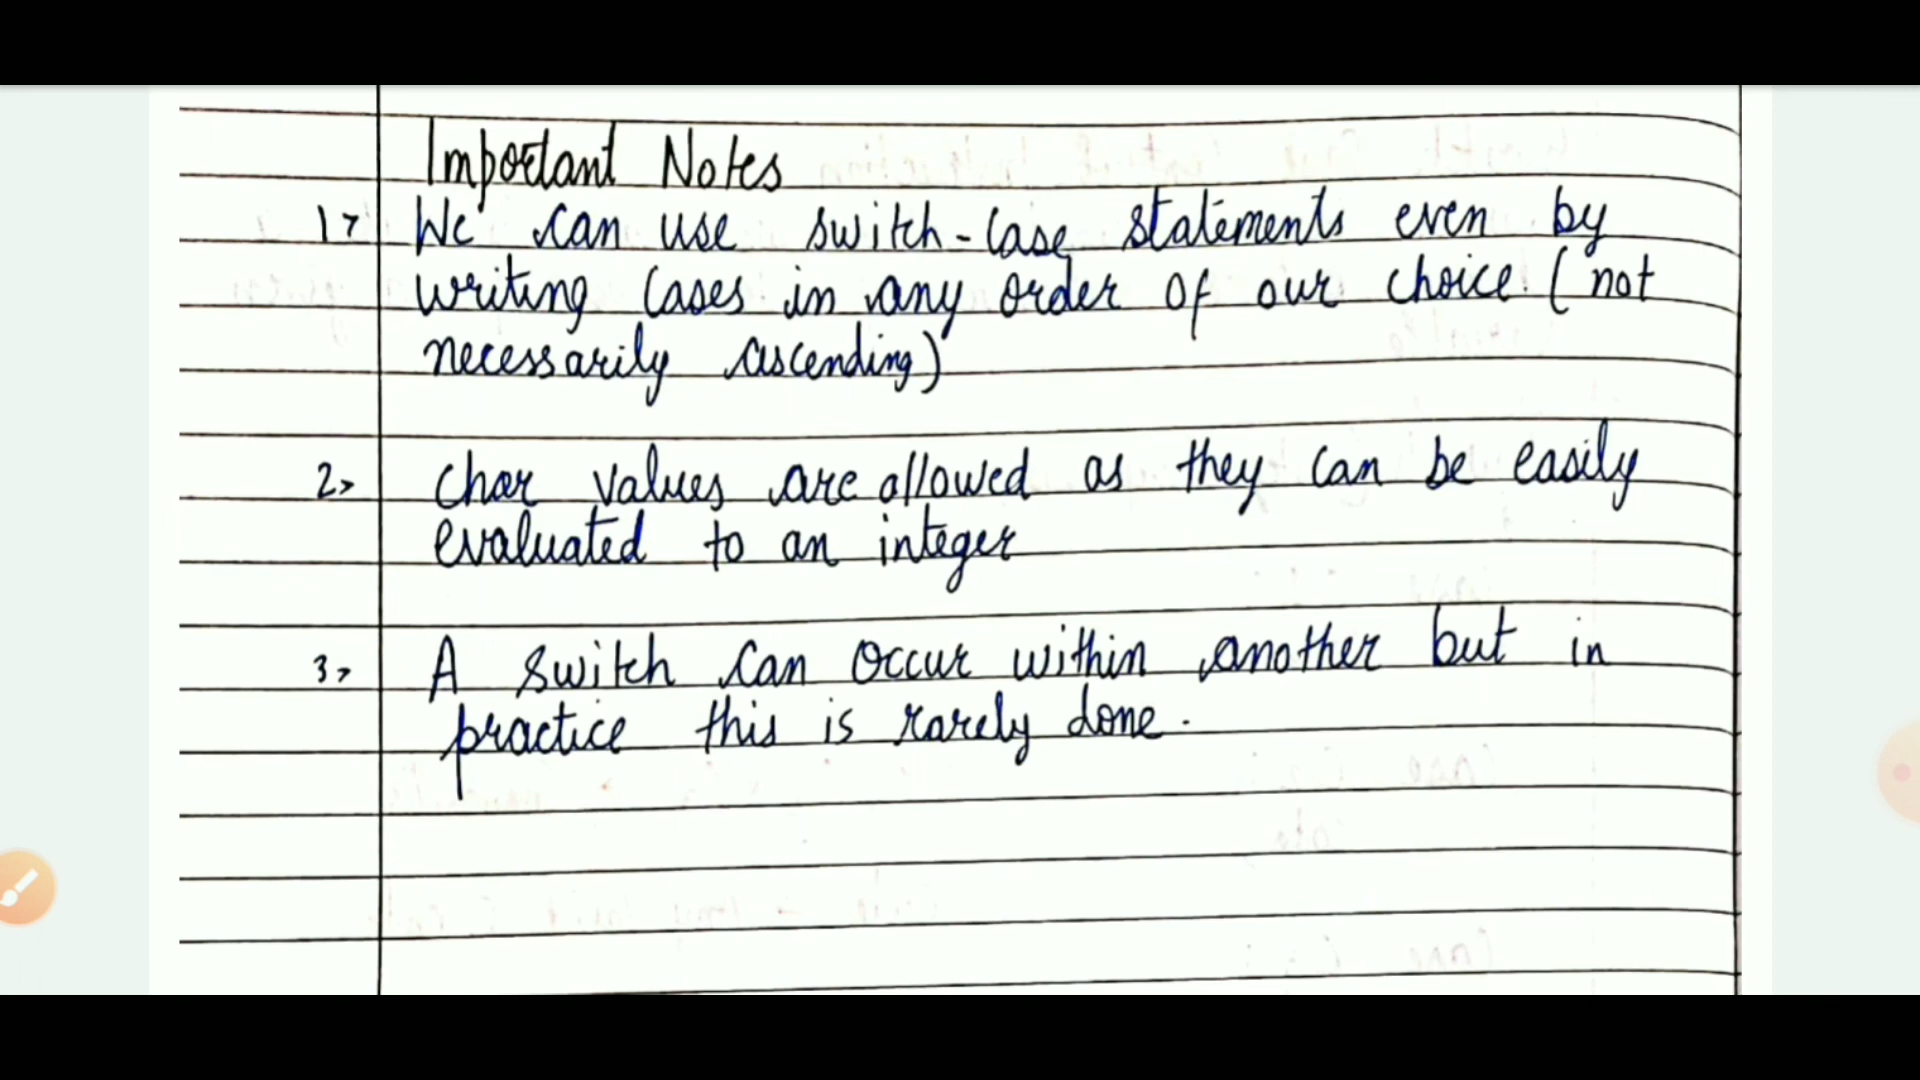 Important Notes
1> We can use switch-case statements even by
writing cases in any order of our choice. ( not
necessarily ascending)
2> char values are allowed as they can be easily
evaluated to an integer
3> A switch can occur within another but in
practice this is rarely done.